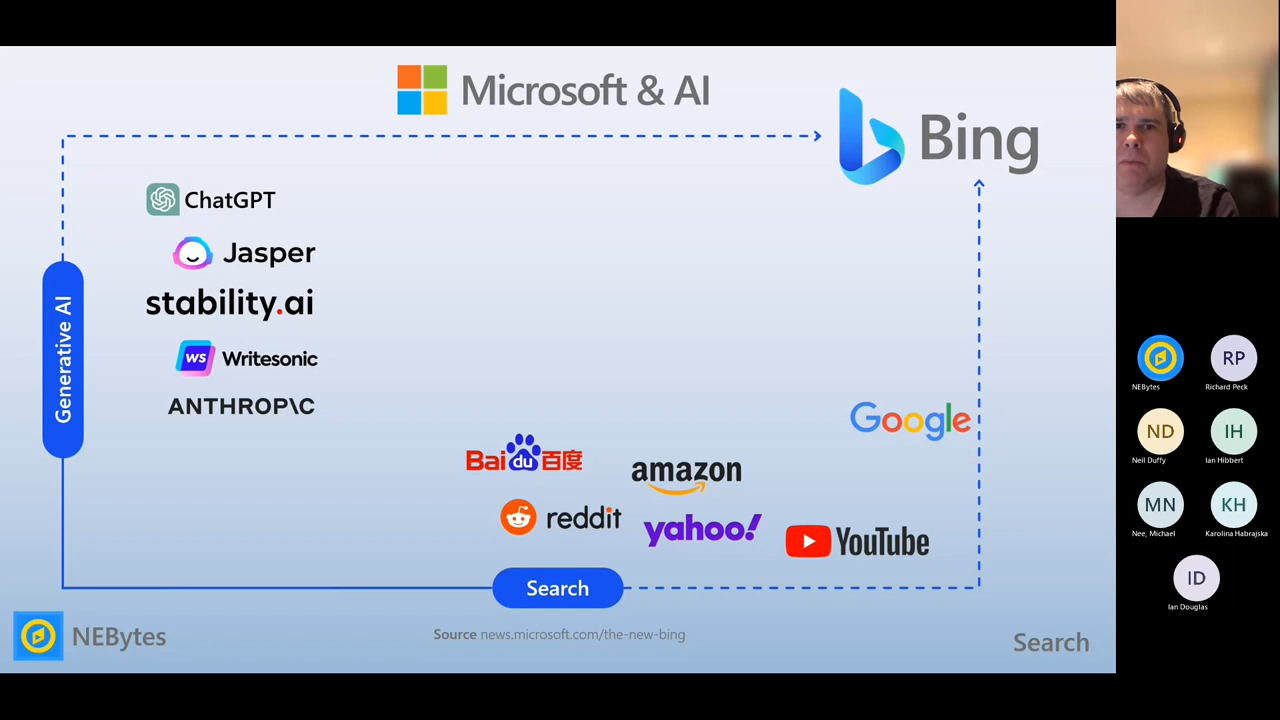 Microsoft & AI
Bing
ChatGPT
Jasper
stability.ai
WS Writesonic
ANTHROP\C
Generative AI
Google
Bai du 百度
amazon
reddit
yahoo!
YouTube
Search
NEBytes
Source news.microsoft.com/the-new-bing
Search
NEBytes
RP
Richard Peck
ND
Neil Duffy
IH
Ian Hibbert
MN
Nee, Michael
KH
Karolina Habrajska
ID
Ian Douglas